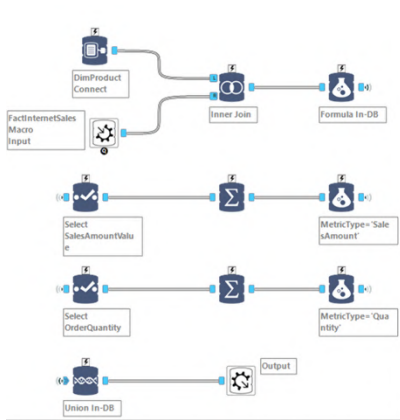 DimProduct
Connect
FactInternetSales
Macro
Input
L
R
Inner Join
Formula In-DB
Select
SalesAmountValu
e
Σ
MetricType='Sale
sAmount'
Select
OrderQuantity
Σ
MetricType='Qua
ntity'
Union In-DB
Output